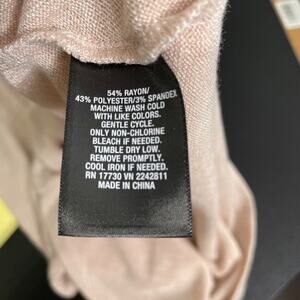 54% RAYON/
43% POLYESTER/3% SPANDEX
MACHINE WASH COLD
WITH LIKE COLORS.
GENTLE CYCLE.
ONLY NON-CHLORINE
BLEACH IF NEEDED.
TUMBLE DRY LOW.
REMOVE PROMPTLY.
COOL IRON IF NEEDED.
RN 17730 VN 2242811
MADE IN CHINA